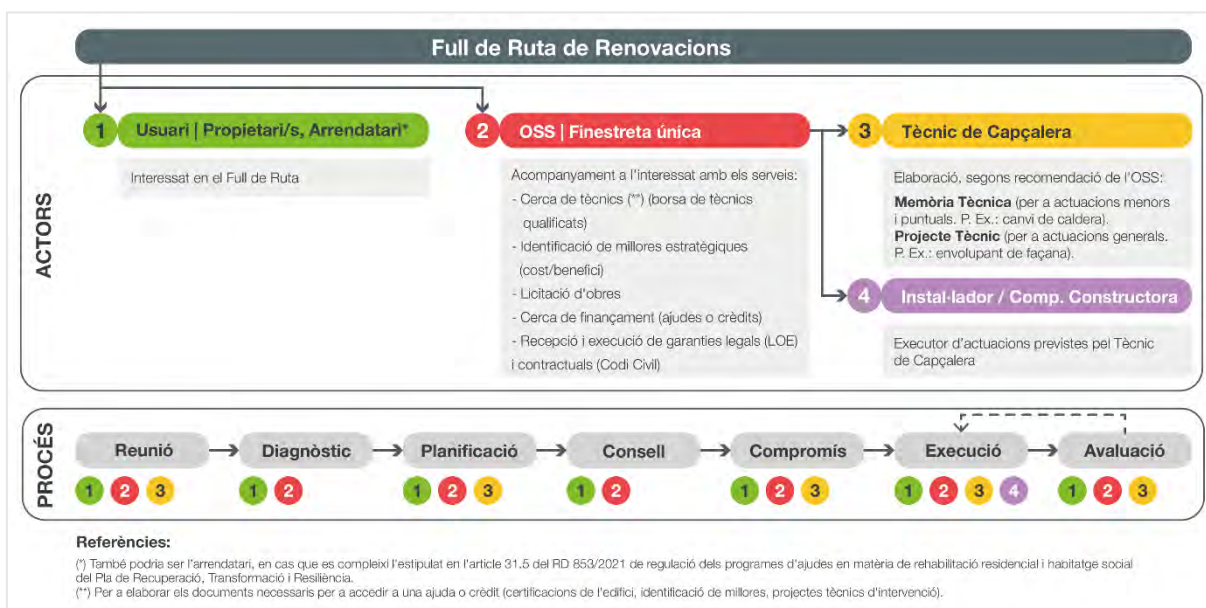 Full de Ruta de Renovacions
ACTORS
1 Usuari | Propietari/s, Arrendatari*
Interessat en el Full de Ruta
2 OSS | Finestreta única
Acompanyament a l'interessat amb els serveis:
- Cerca de tècnics (**) (borsa de tècnics
qualificats)
- Identificació de millores estratégiques
(cost/benefici)
- Licitació d'obres
- Cerca de finançament (ajudes o crèdits)
- Recepció i execució de garanties legals (LOE)
i contractuals (Codi Civil)
3 Tècnic de Capçalera
Elaboració, segons recomendació de l'OSS:
Memòria Tècnica (per a actuacions menors
i puntuals. P. Ex.: canvi de caldera).
Projecte Tècnic (per a actuacions generals.
P. Ex.: envolupant de façana).
4 Instal·lador / Comp. Constructora
Executor d'actuacions previstes pel Tècnic
de Capçalera
PROCÉS
Reunió
Diagnòstic
Planificació
Consell
Compromís
Execució
Avaluació
1 2 3
1 2
1 2 3
1 2
1 2 3
1 2 3 4
1 2 3
Referències:
(*) També podria ser l'arrendatari, en cas que es compleixi l'estipulat en l'article 31.5 del RD 853/2021 de regulació dels programes d'ajudes en matèria de rehabilitació residencial i habitatge social
del Pla de Recuperació, Transformació i Resiliència.
(**) Per a elaborar els documents necessaris per a accedir a una ajuda o crèdit (certificacions de l'edifici, identificació de millores, projectes tècnics d'intervenció).